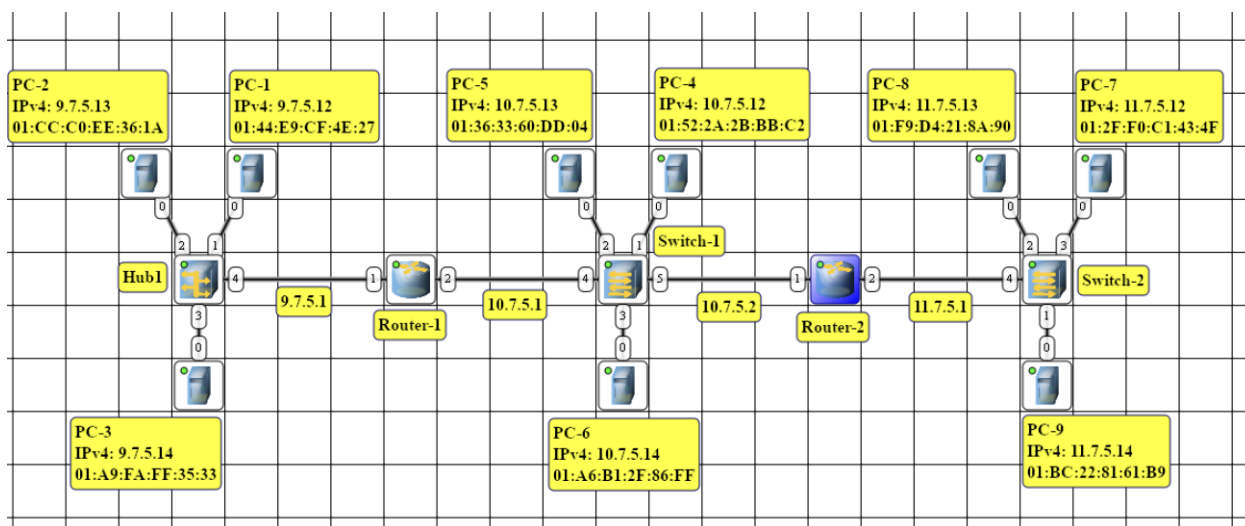 PC-2
IPv4: 9.7.5.13
01:CC:C0:EE:36:1A
PC-1
IPv4: 9.7.5.12
01:44:E9:CF:4E:27
PC-5
IPv4: 10.7.5.13
01:36:33:60:DD:04
PC-4
IPv4: 10.7.5.12
01:52:2A:2B:BB:C2
PC-8
IPv4: 11.7.5.13
01:F9:D4:21:8A:90
PC-7
IPv4: 11.7.5.12
01:2F:F0:C1:43:4F
0
0
0
0
0
0
2
1
2
1
2
3
Switch-1
Hub1
4
1
2
4
5
1
2
4
Switch-2
9.7.5.1
10.7.5.1
10.7.5.2
11.7.5.1
3
Router-1
3
Router-2
1
0
0
0
PC-3
IPv4: 9.7.5.14
01:A9:FA:FF:35:33
PC-6
IPv4: 10.7.5.14
01:A6:B1:2F:86:FF
PC-9
IPv4: 11.7.5.14
01:BC:22:81:61:B9